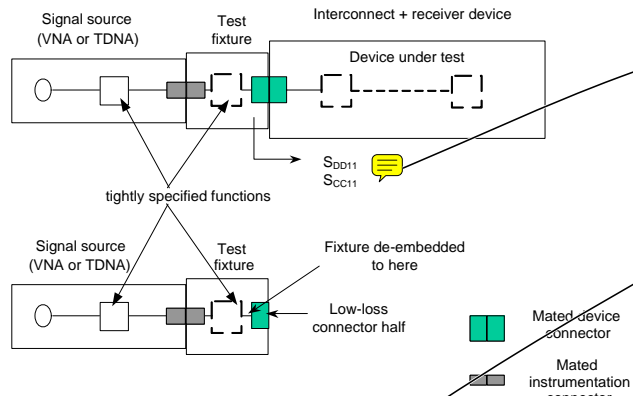 Signal source
(VNA or TDNA)
Test
fixture
Interconnect + receiver device
Device under test
SDD11
SCC11
tightly specified functions
Signal source
(VNA or TDNA)
Test
fixture
Fixture de-embedded
to here
Low-loss
connector half
Mated device
connector
Mated
instrumentation
connector